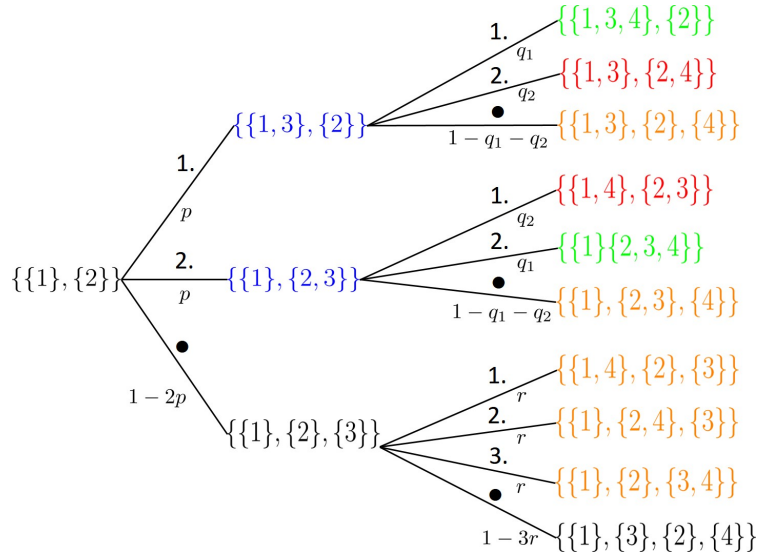 1.
q₁
{{1, 3, 4}, {2}}
2.
q₂
{{1, 3}, {2, 4}}
{{1, 3}, {2}}
●
1 − q₁ − q₂
{{1, 3}, {2}, {4}}
1.
p
1.
q₂
{{1, 4}, {2, 3}}
2.
q₁
{{1}{2, 3, 4}}
{{1}, {2}}
2.
p
{{1}, {2, 3}}
●
1 − q₁ − q₂
{{1}, {2, 3}, {4}}
●
1 − 2p
{{1}, {2}, {3}}
1.
r
{{1, 4}, {2}, {3}}
2.
r
{{1}, {2, 4}, {3}}
3.
r
{{1}, {2}, {3, 4}}
●
1 − 3r
{{1}, {3}, {2}, {4}}